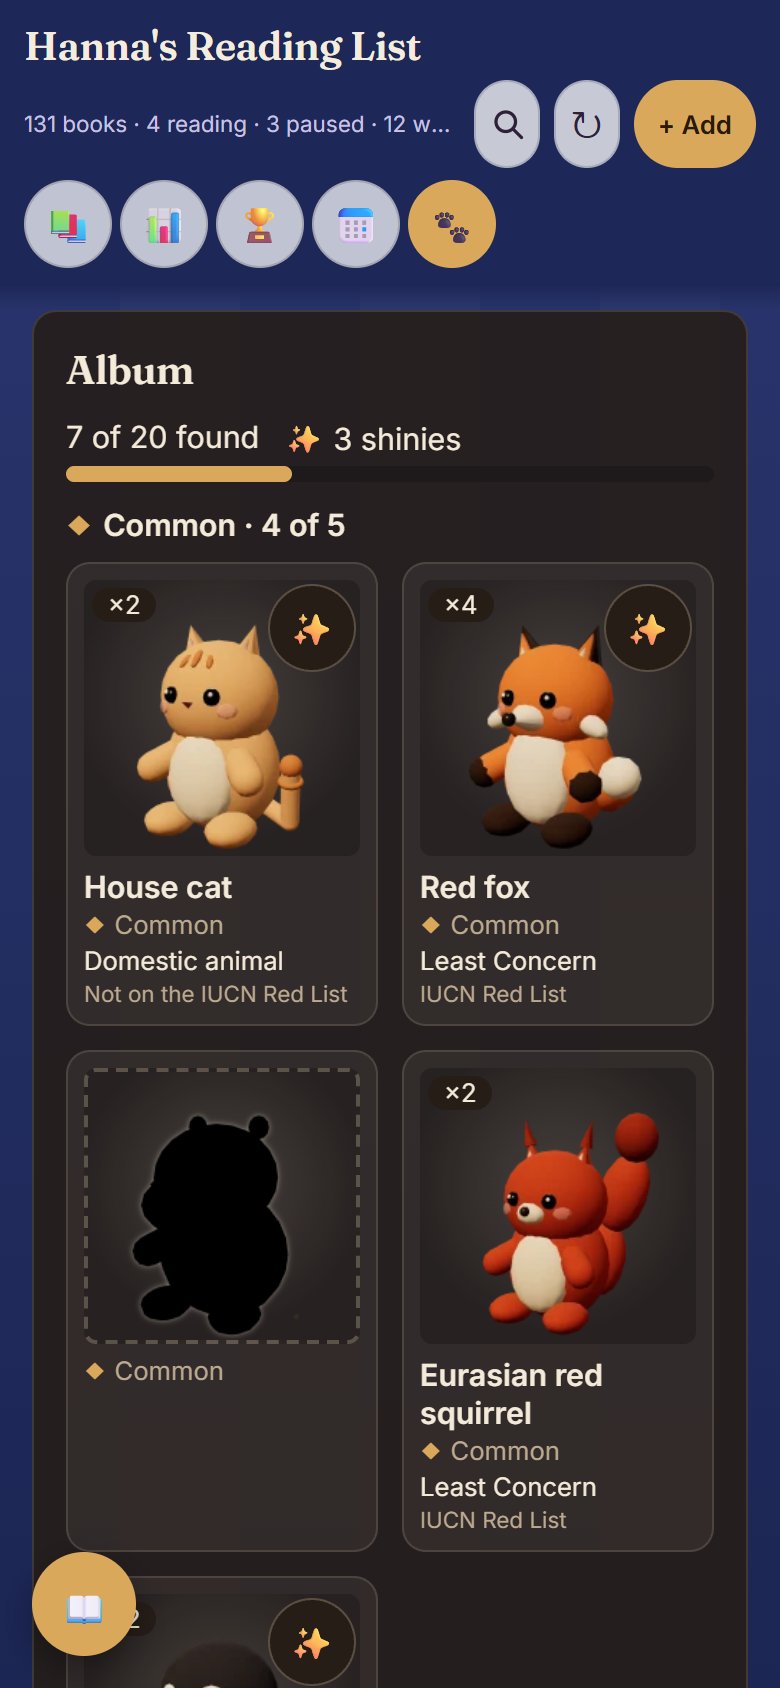 Hanna's Reading List
131 books · 4 reading · 3 paused · 12 w...
+ Add
Album
7 of 20 found ✨ 3 shinies
Common · 4 of 5
×2
×4
House cat
Common
Domestic animal
Not on the IUCN Red List
Red fox
Common
Least Concern
IUCN Red List
×2
Common
Eurasian red
squirrel
Common
Least Concern
IUCN Red List